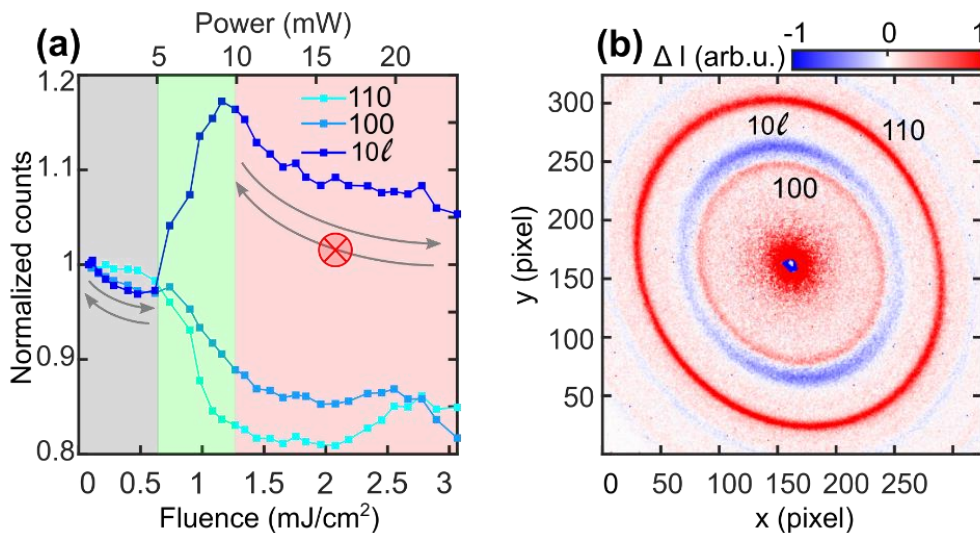 (a)
Power (mW)
0 5 10 15 20
Normalized counts
1.2
1.1
1
0.9
0.8
110
100
10ℓ
0 0.5 1 1.5 2 2.5 3
Fluence (mJ/cm²)
(b)
-1 0 1
Δ I (arb.u.)
y (pixel)
300
250
200
150
100
50
10ℓ
110
100
0 50 100 150 200 250
x (pixel)